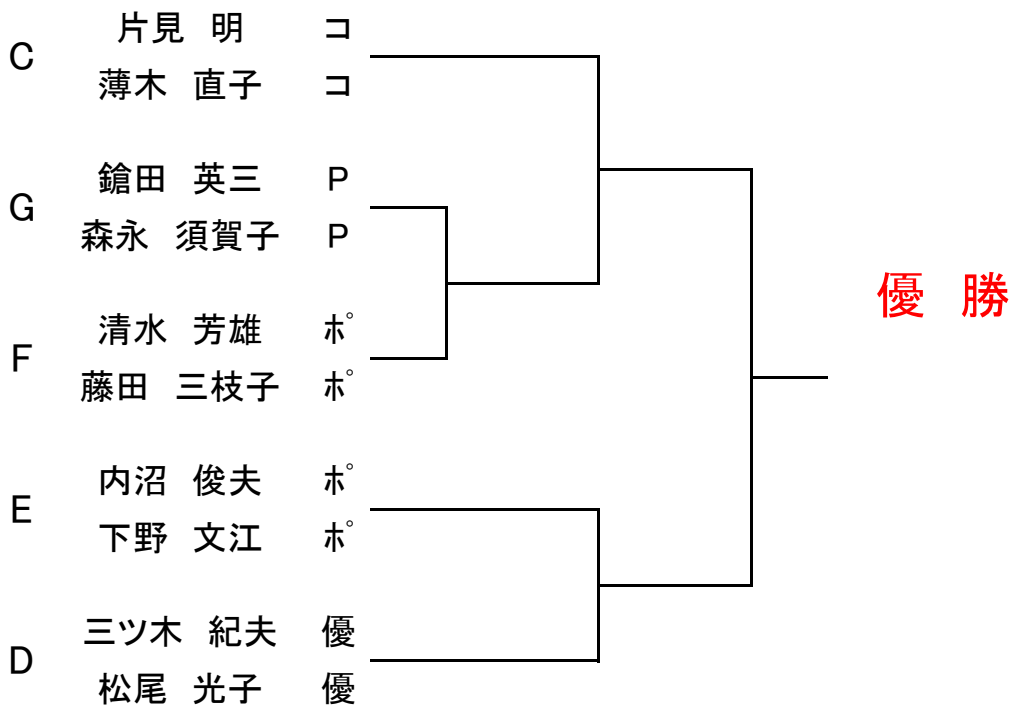 片見 明 コ
C
薄木 直子 コ
鎗田 英三 P
G
森永 須賀子 P
優 勝
清水 芳雄 ポ
F
藤田 三枝子 ポ
内沼 俊夫 ポ
E
下野 文江 ポ
三ツ木 紀夫 優
D
松尾 光子 優